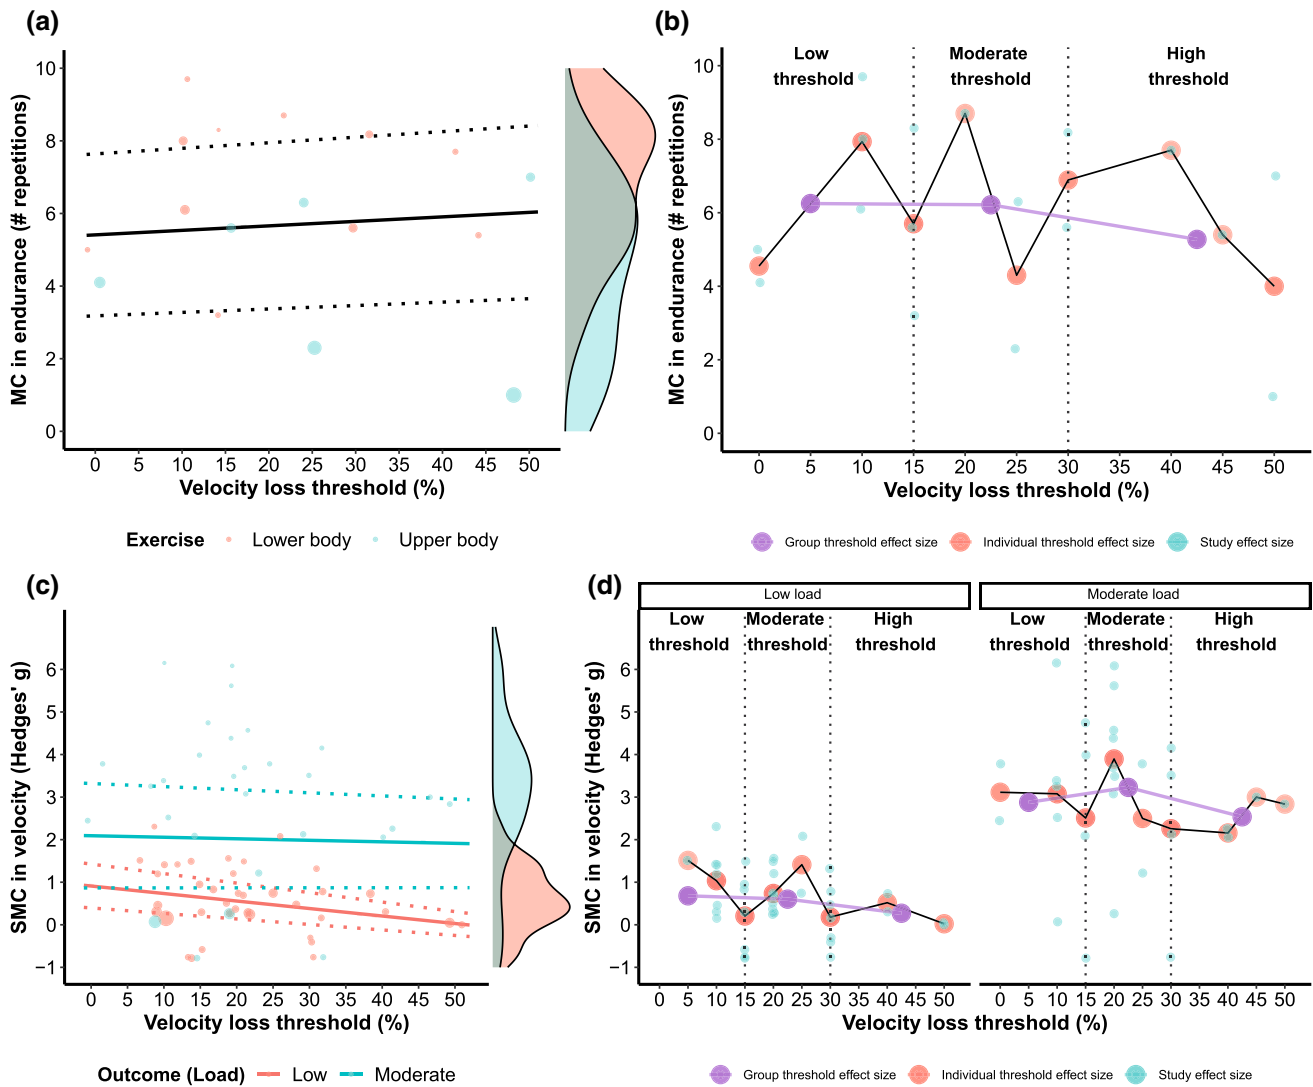 (a)
MC in endurance (# repetitions)
10
8
6
4
2
0
0 5 10 15 20 25 30 35 40 45 50
Velocity loss threshold (%)
Exercise Lower body Upper body
(b)
Low threshold
Moderate threshold
High threshold
MC in endurance (# repetitions)
10
8
6
4
2
0
0 5 10 15 20 25 30 35 40 45 50
Velocity loss threshold (%)
Group threshold effect size Individual threshold effect size Study effect size
(c)
SMC in velocity (Hedges' g)
6
5
4
3
2
1
0
−1
0 5 10 15 20 25 30 35 40 45 50
Velocity loss threshold (%)
Outcome (Load) Low Moderate
(d)
Low load
Moderate load
Low threshold
Moderate threshold
High threshold
Low threshold
Moderate threshold
High threshold
SMC in velocity (Hedges' g)
6
5
4
3
2
1
0
−1
0 5 10 15 20 25 30 35 40 45 50
0 5 10 15 20 25 30 35 40 45 50
Velocity loss threshold (%)
Group threshold effect size Individual threshold effect size Study effect size